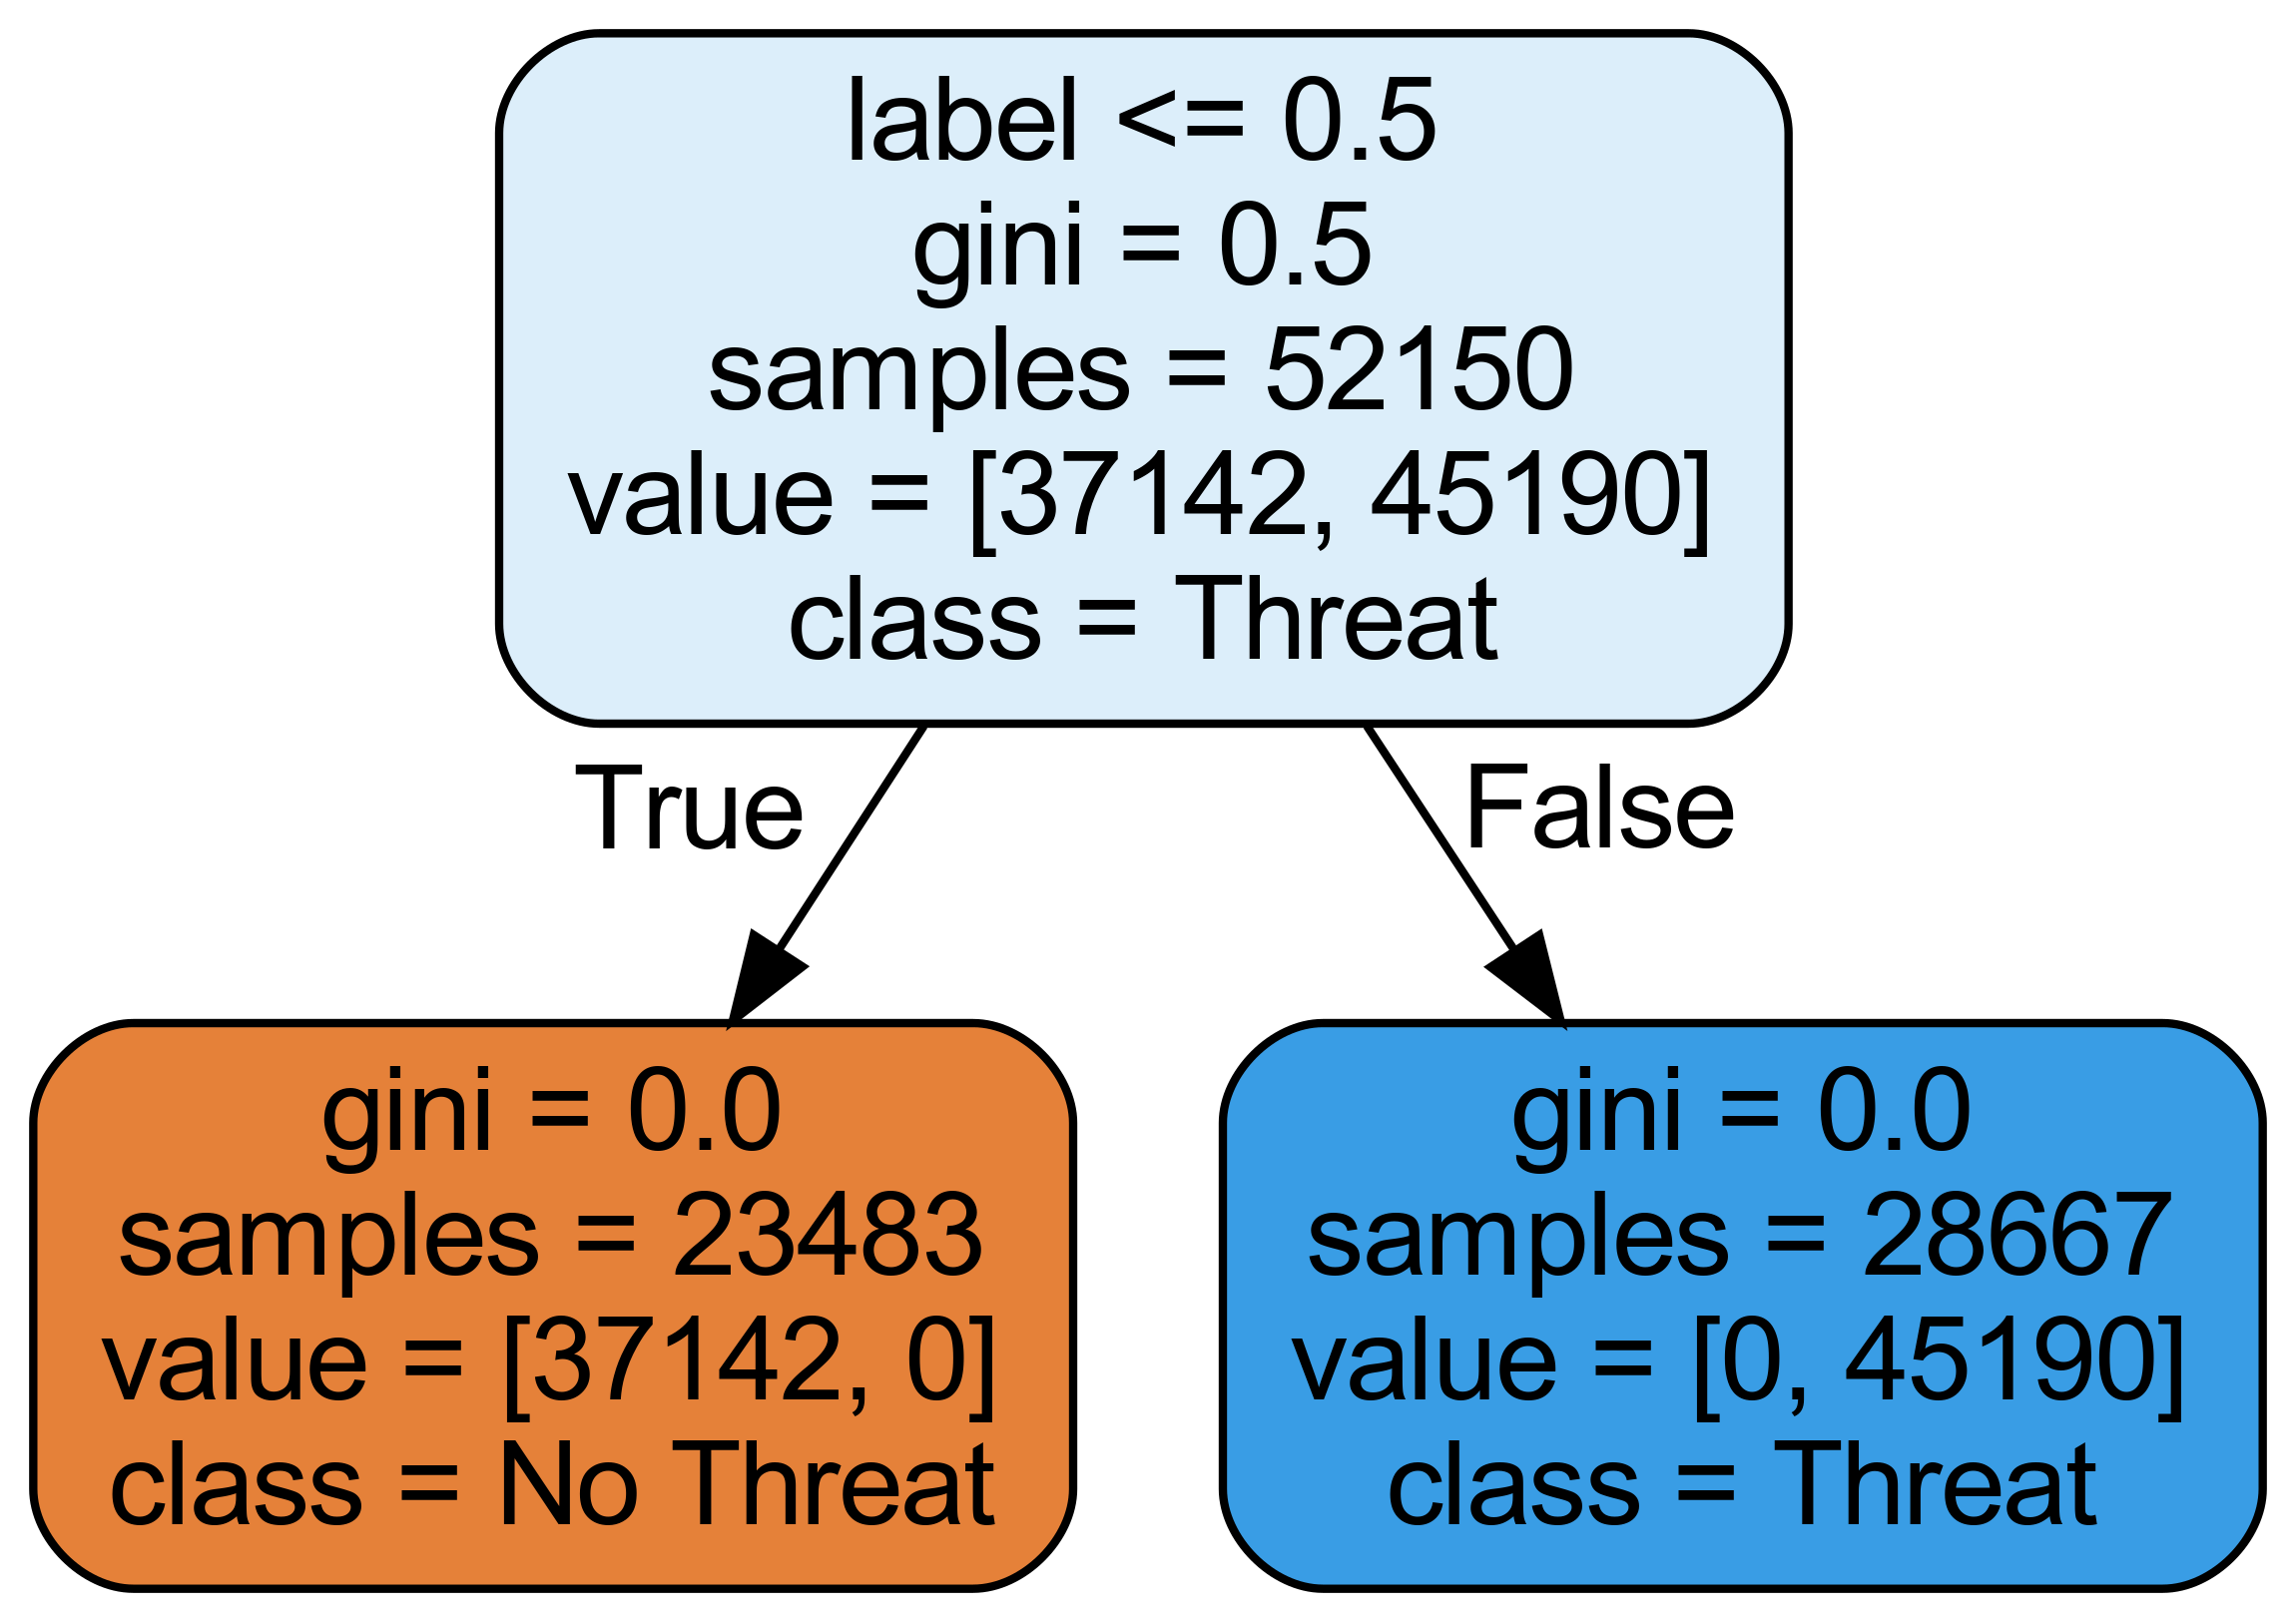 label <= 0.5
gini = 0.5
samples = 52150
value = [37142, 45190]
class = Threat
True
False
gini = 0.0
samples = 23483
value = [37142, 0]
class = No Threat
gini = 0.0
samples = 28667
value = [0, 45190]
class = Threat